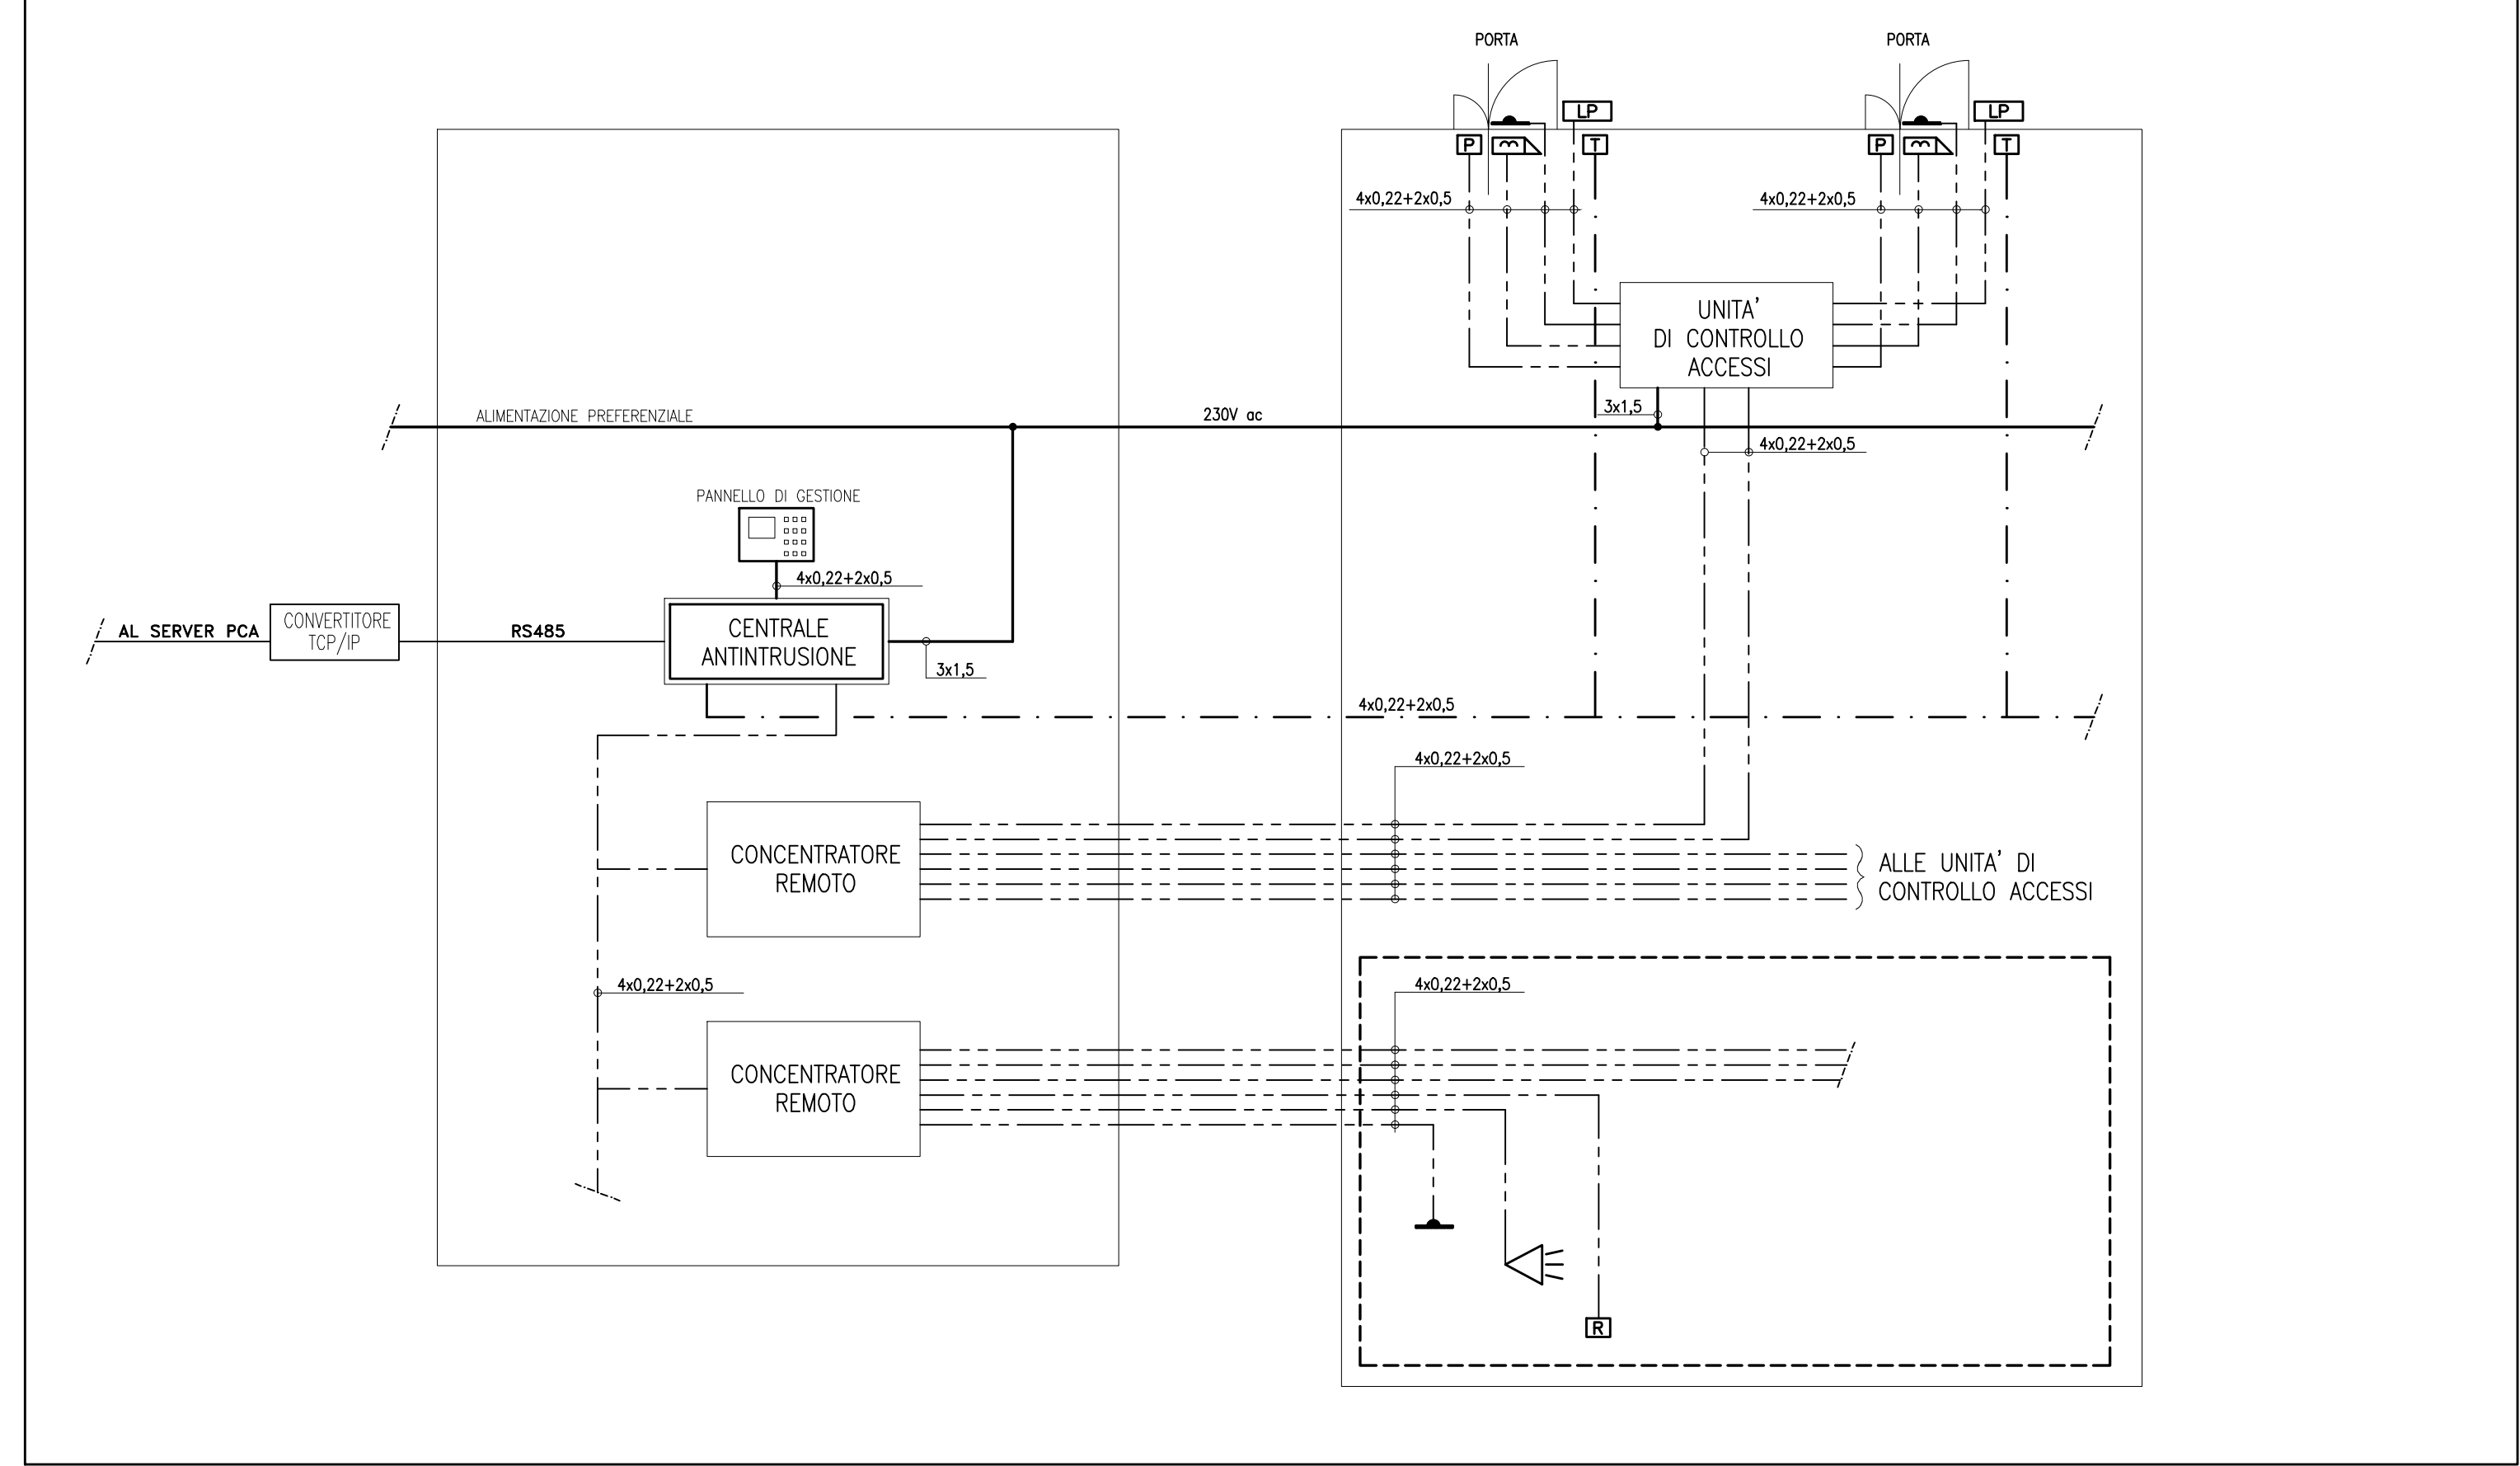 PORTA
PORTA
LP
LP
P
T
P
T
4x0,22+2x0,5
4x0,22+2x0,5
UNITA'
DI CONTROLLO
ACCESSI
3x1,5
ALIMENTAZIONE PREFERENZIALE
230V ac
4x0,22+2x0,5
PANNELLO DI GESTIONE
4x0,22+2x0,5
AL SERVER PCA
CONVERTITORE
TCP/IP
RS485
CENTRALE
ANTINTRUSIONE
3x1,5
4x0,22+2x0,5
4x0,22+2x0,5
CONCENTRATORE
REMOTO
ALLE UNITA' DI
CONTROLLO ACCESSI
4x0,22+2x0,5
4x0,22+2x0,5
CONCENTRATORE
REMOTO
R